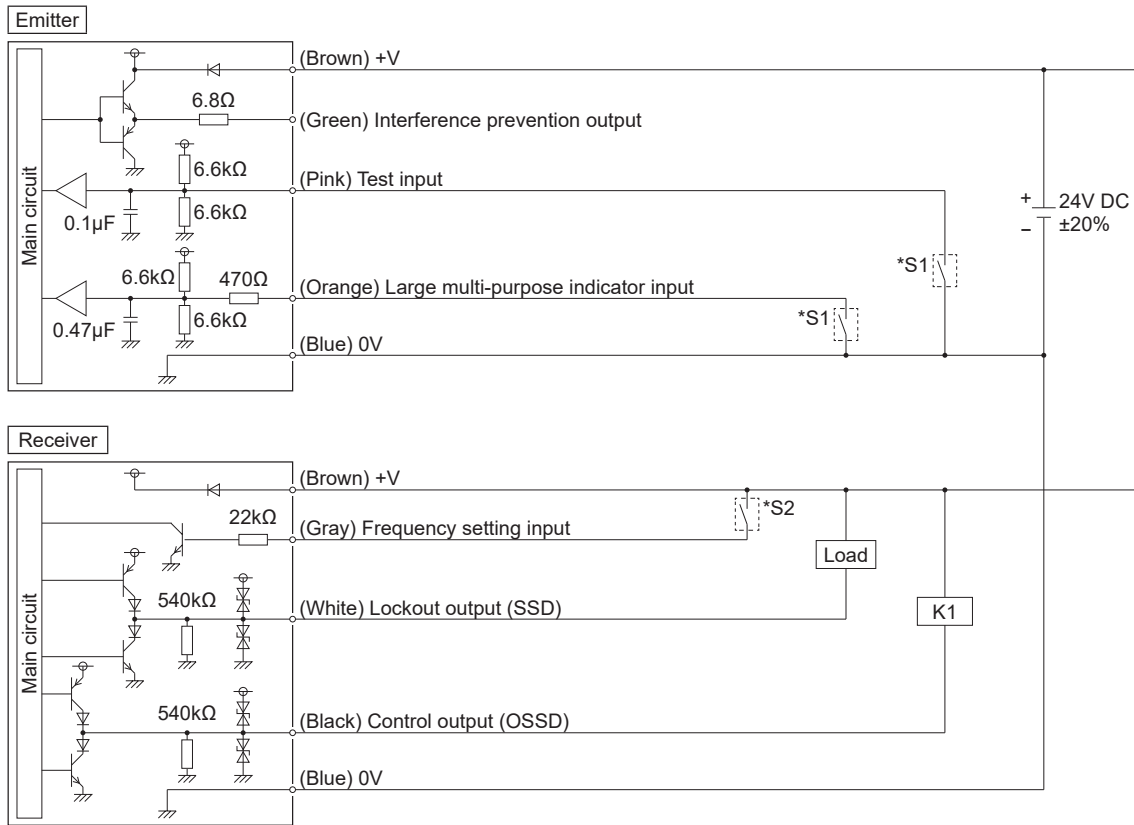 Emitter
Main circuit
(Brown) +V
6.8Ω
(Green) Interference prevention output
6.6kΩ
(Pink) Test input
6.6kΩ
0.1µF
+
−
24V DC
±20%
*S1
6.6kΩ
470Ω
(Orange) Large multi-purpose indicator input
6.6kΩ
0.47µF
*S1
(Blue) 0V
Receiver
Main circuit
(Brown) +V
*S2
22kΩ
(Gray) Frequency setting input
Load
540kΩ
(White) Lockout output (SSD)
K1
540kΩ
(Black) Control output (OSSD)
(Blue) 0V